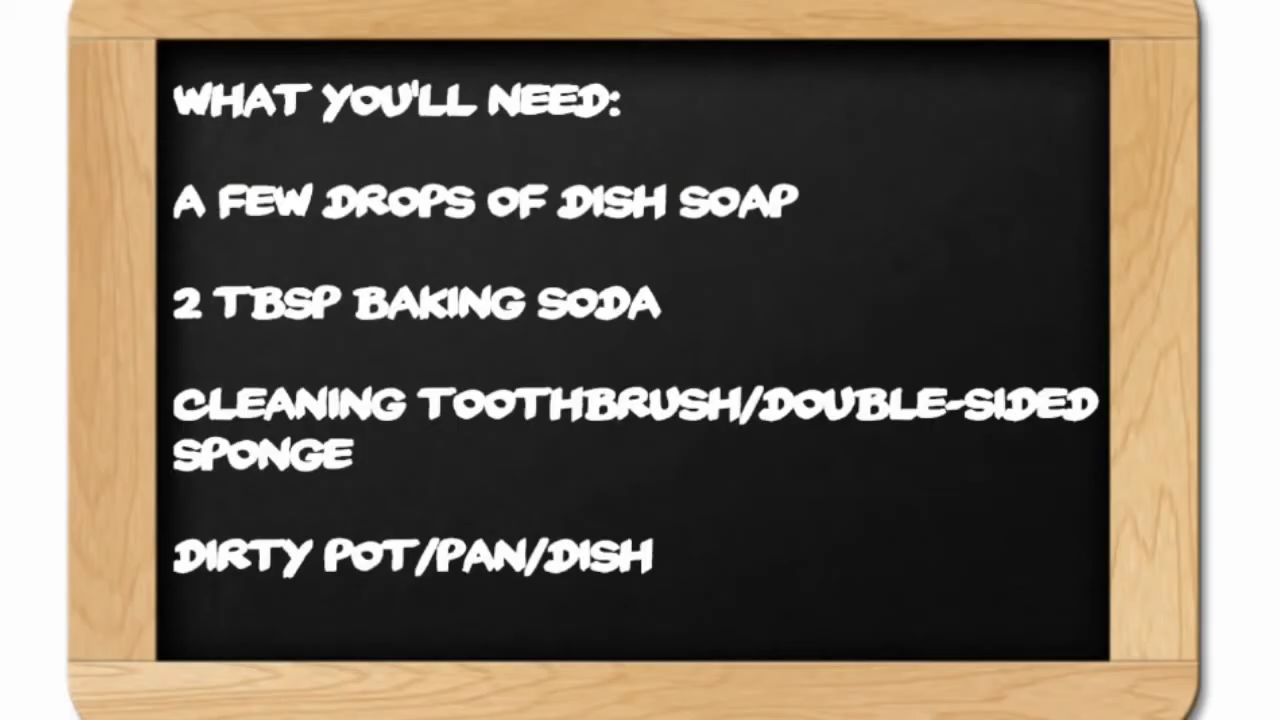 WHAT YOU'LL NEED:
A FEW DROPS OF DISH SOAP
2 TBSP BAKING SODA
CLEANING TOOTHBRUSH/DOUBLE-SIDED
SPONGE
DIRTY POT/PAN/DISH